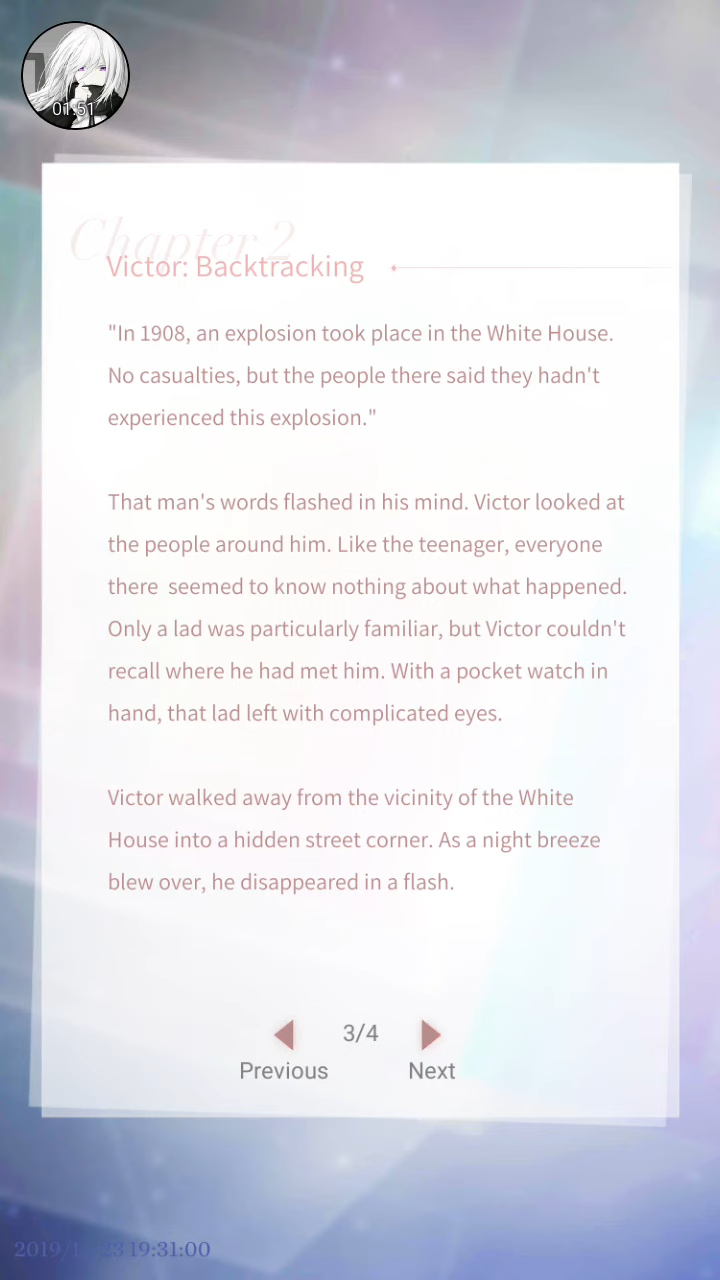 01:51
Chapter 2
Victor: Backtracking
"In 1908, an explosion took place in the White House.
No casualties, but the people there said they hadn't
experienced this explosion."
That man's words flashed in his mind. Victor looked at
the people around him. Like the teenager, everyone
there  seemed to know nothing about what happened.
Only a lad was particularly familiar, but Victor couldn't
recall where he had met him. With a pocket watch in
hand, that lad left with complicated eyes.
Victor walked away from the vicinity of the White
House into a hidden street corner. As a night breeze
blew over, he disappeared in a flash.
3/4
Previous Next
19:31:00